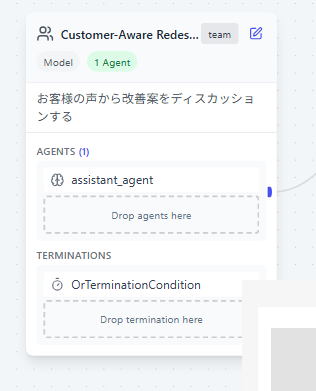 Customer-Aware Redes...
team
Model
1 Agent
お客様の声から改善案をディスカッショ
ンする
AGENTS (1)
assistant_agent
Drop agents here
TERMINATIONS
OrTerminationCondition
Drop termination here